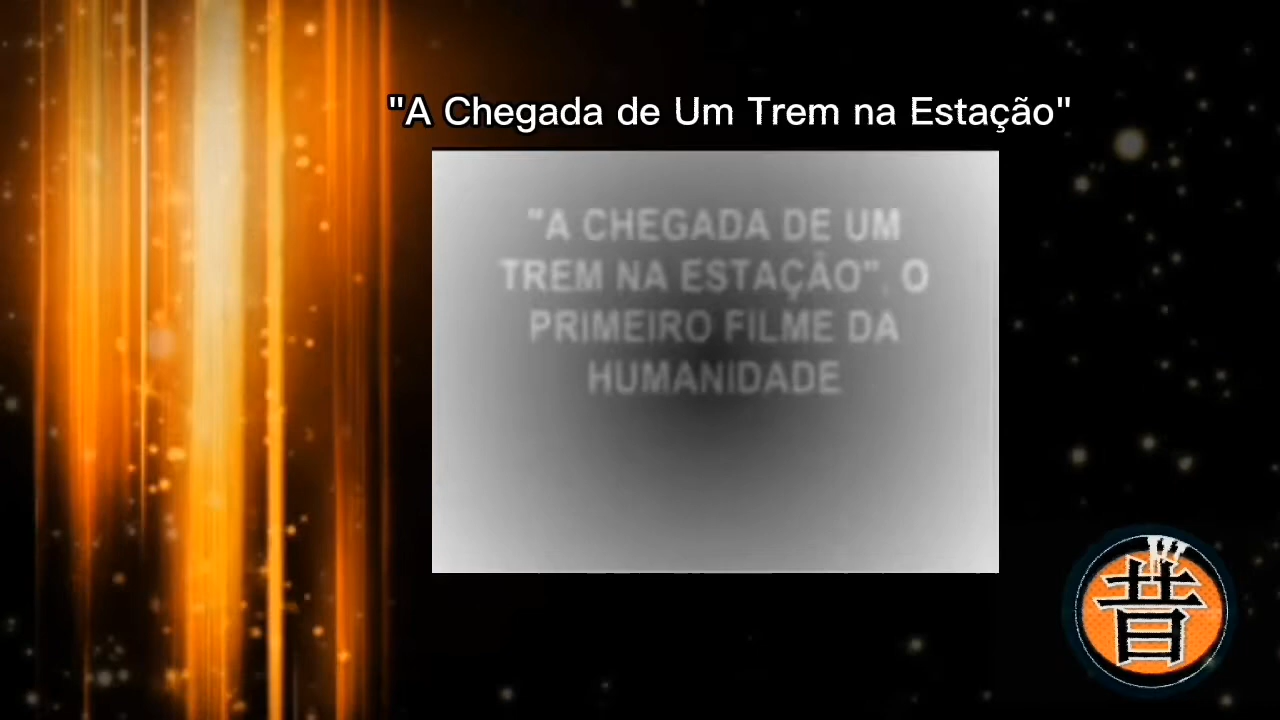 "A Chegada de Um Trem na Estação"
"A CHEGADA DE UM
TREM NA ESTAÇÃO", O
PRIMEIRO FILME DA
HUMANIDADE
昔